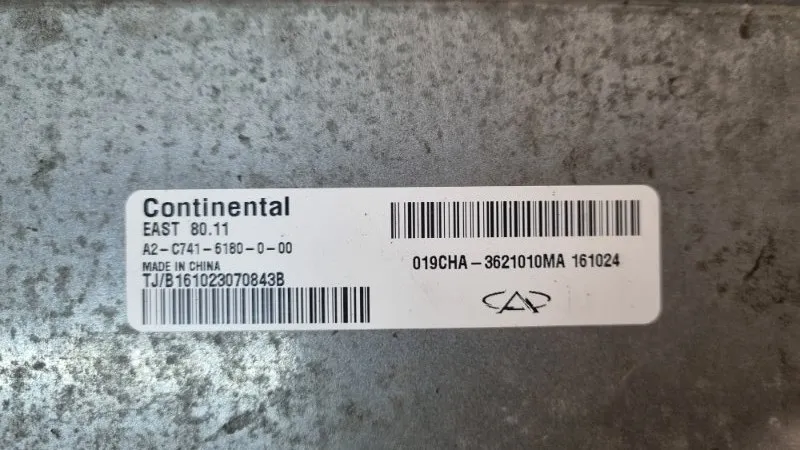 Continental
EAST 80.11
A2-C741-6180-0-00
MADE IN CHINA
TJ/B161023070843B
019CHA-3621010MA 161024